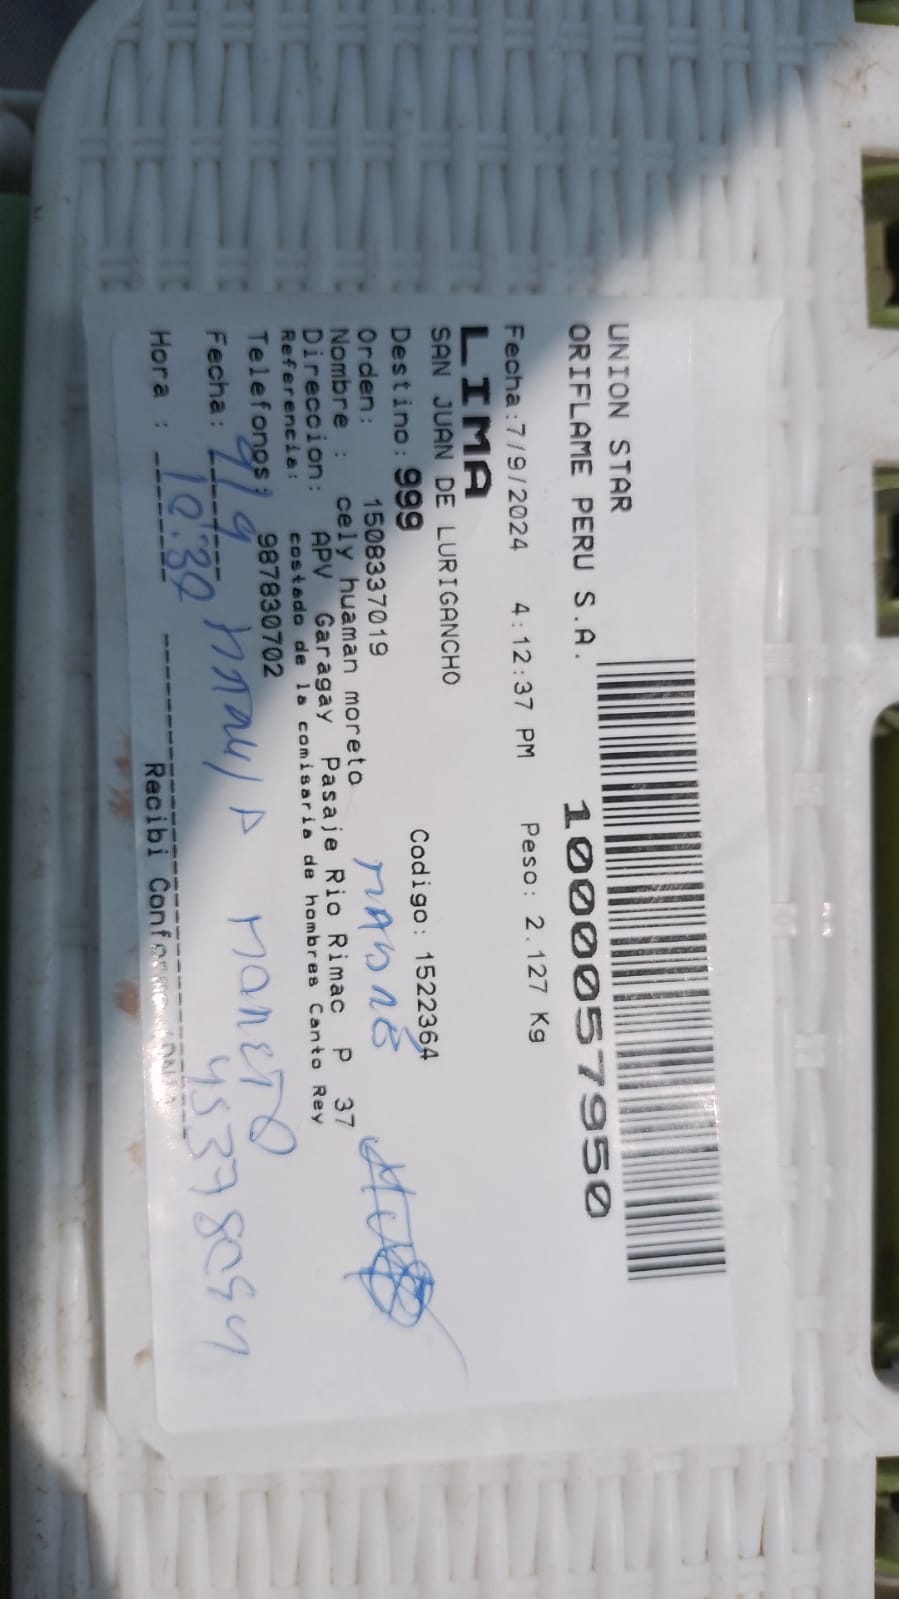 UNION STAR
ORIFLAME PERU S.A.
10000057950
Fecha:7/9/2024 4:12:37 PM Peso: 2.127 Kg
LIMA
SAN JUAN DE LURIGANCHO
Destino: 999 Codigo: 1522364
Orden: 1508337019
Nombre : cely huaman moreto
Direccion: APV Garagay Pasaje Rio Rimac P 37
Referencia: costado de la comisaria de hombres Canto Rey
Telefonos: 987830702
Fecha: 9/9
MORETO
Hora : 10:30
Recibi Conforme